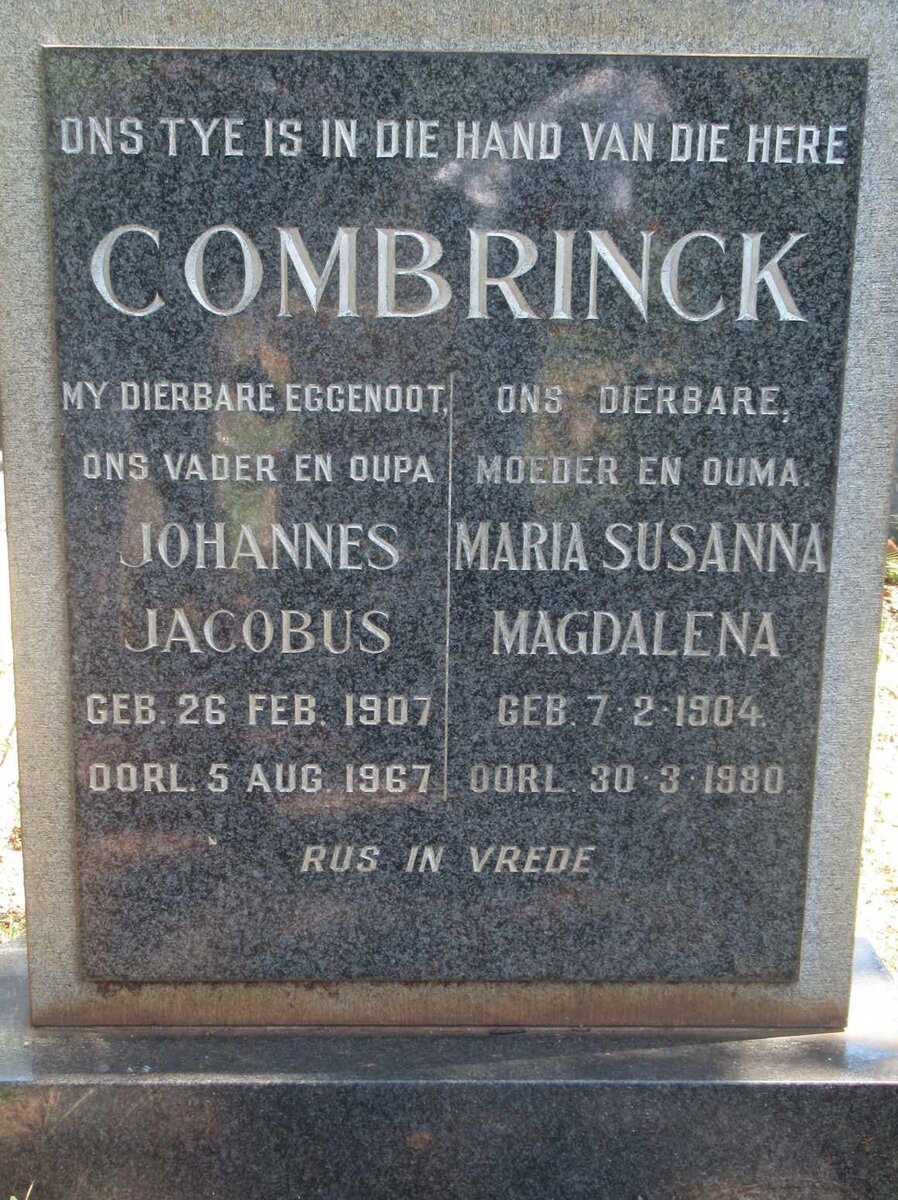 ONS TYE IS IN DIE HAND VAN DIE HERE
COMBRINCK
MY DIERBARE EGGENOOT,
ONS VADER EN OUPA
JOHANNES
JACOBUS
GEB. 26 FEB. 1907
OORL. 5 AUG. 1967
ONS DIERBARE,
MOEDER EN OUMA.
MARIA SUSANNA
MAGDALENA
GEB. 7·2·1904.
OORL. 30·3·1980.
RUS IN VREDE